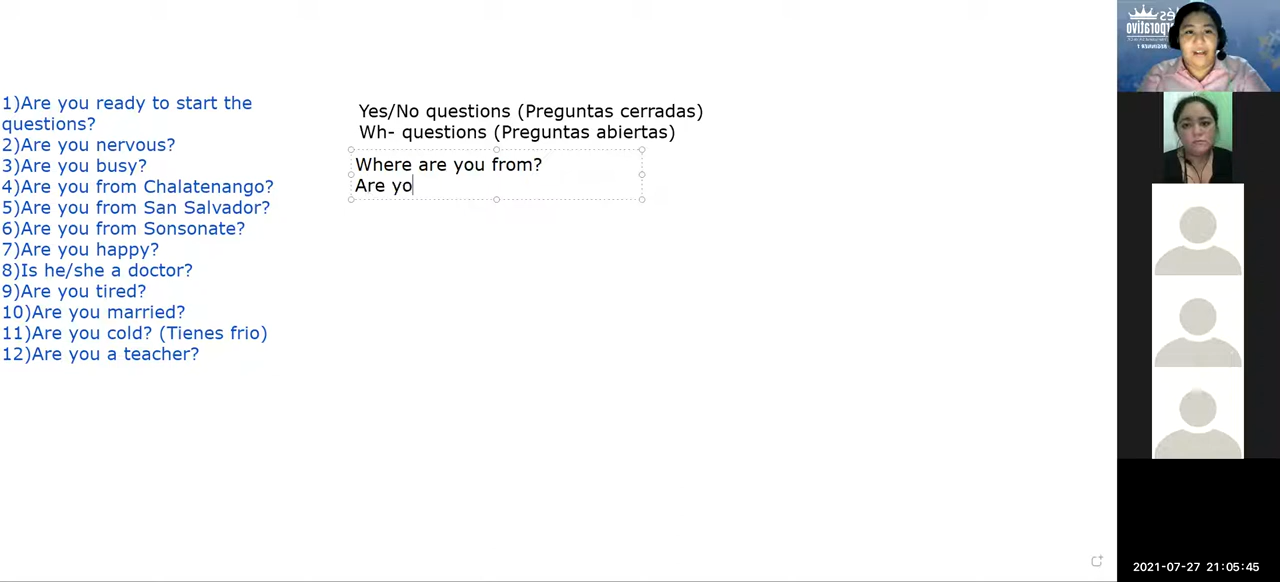 1)Are you ready to start the
questions?
2)Are you nervous?
3)Are you busy?
4)Are you from Chalatenango?
5)Are you from San Salvador?
6)Are you from Sonsonate?
7)Are you happy?
8)Is he/she a doctor?
9)Are you tired?
10)Are you married?
11)Are you cold? (Tienes frio)
12)Are you a teacher?
Yes/No questions (Preguntas cerradas)
Wh- questions (Preguntas abiertas)
Where are you from?
Are yo
2021-07-27 21:05:45